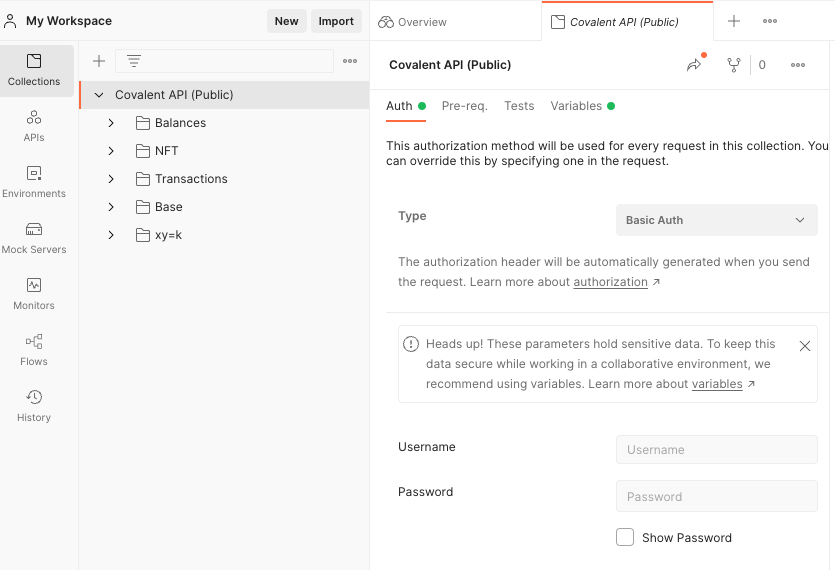 My Workspace
New
Import
Overview
Covalent API (Public)
Collections
APIs
Environments
Mock Servers
Monitors
Flows
History
Covalent API (Public)
Balances
NFT
Transactions
Base
xy=k
Covalent API (Public)
0
Auth
Pre-req.
Tests
Variables
This authorization method will be used for every request in this collection. You
can override this by specifying one in the request.
Type
Basic Auth
The authorization header will be automatically generated when you send
the request. Learn more about authorization ↗
Heads up! These parameters hold sensitive data. To keep this
data secure while working in a collaborative environment, we
recommend using variables. Learn more about variables ↗
Username
Username
Password
Password
Show Password